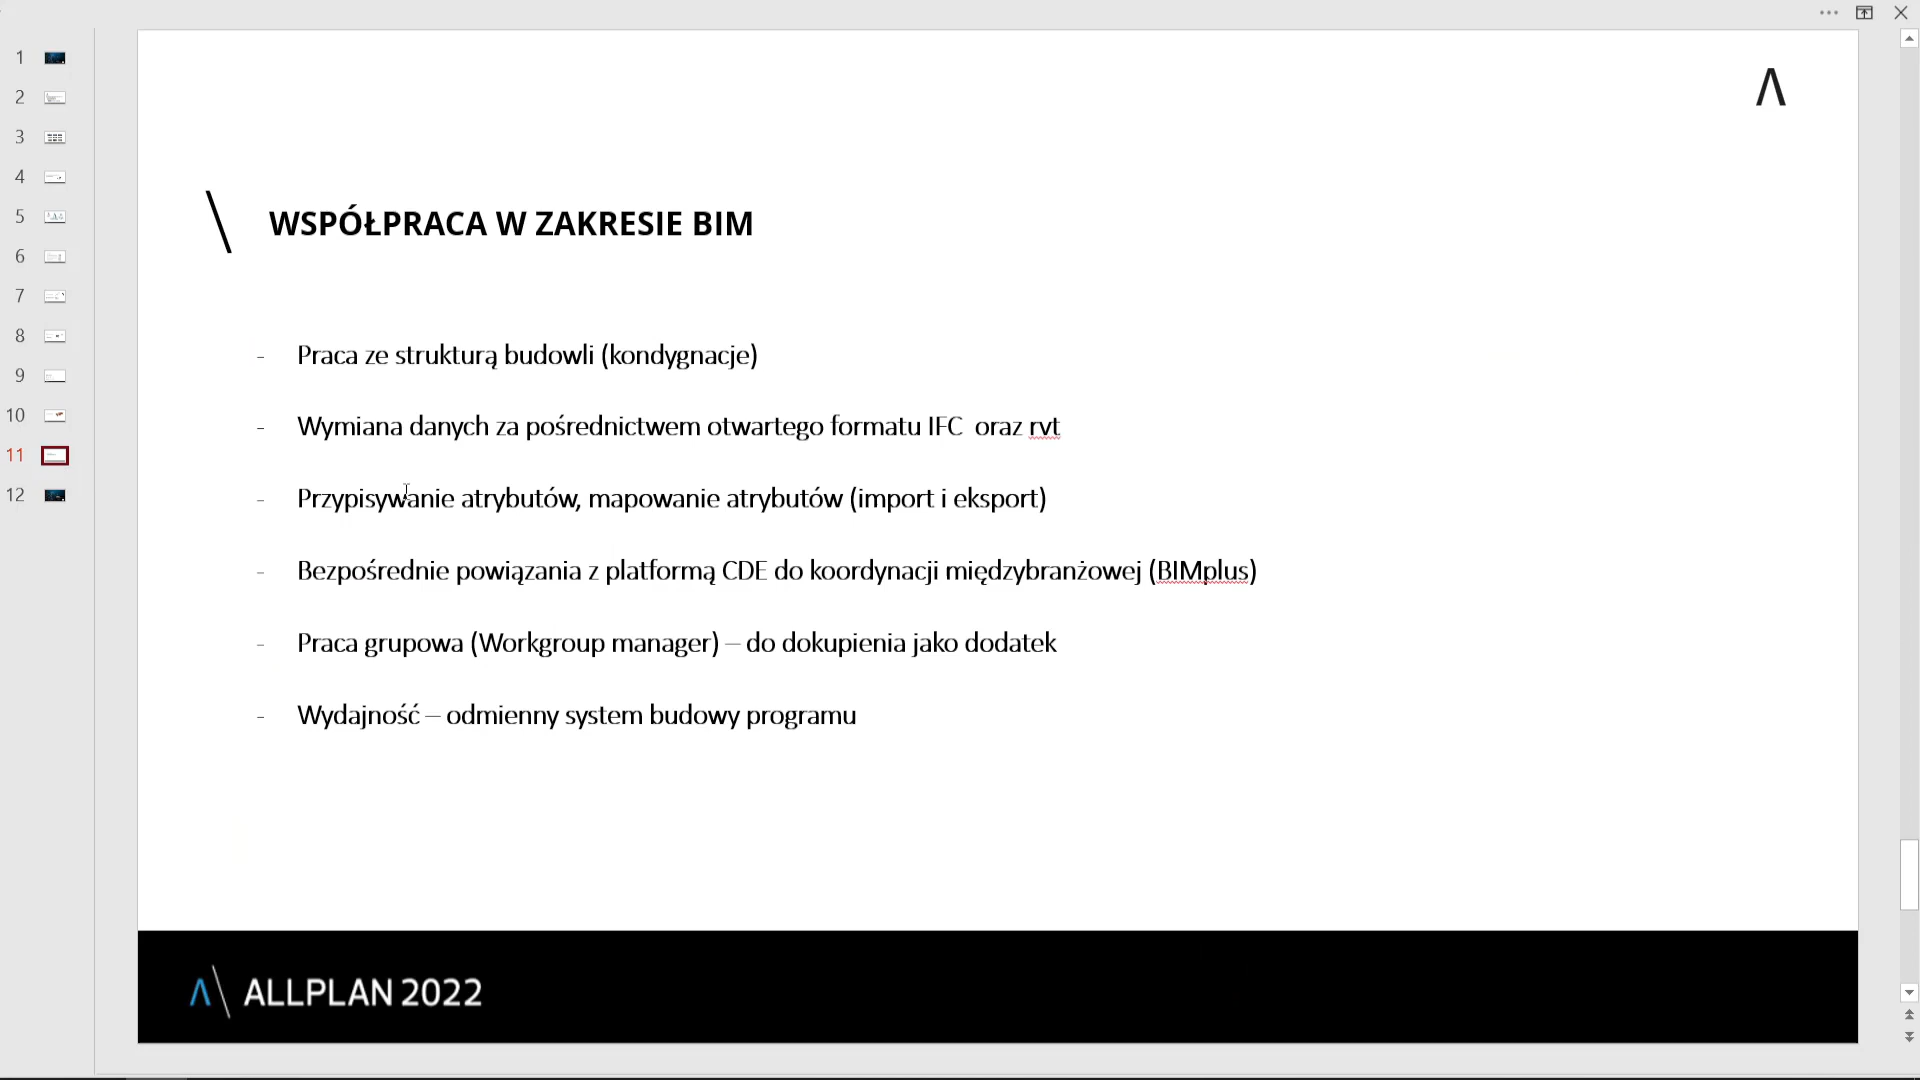 1
2
3
4
5
6
7
8
9
10
11
12
WSPÓŁPRACA W ZAKRESIE BIM
- Praca ze strukturą budowli (kondygnacje)
- Wymiana danych za pośrednictwem otwartego formatu IFC  oraz rvt
- Przypisywanie atrybutów, mapowanie atrybutów (import i eksport)
- Bezpośrednie powiązania z platformą CDE do koordynacji międzybranżowej (BIMplus)
- Praca grupowa (Workgroup manager) – do dokupienia jako dodatek
- Wydajność – odmienny system budowy programu
ALLPLAN 2022